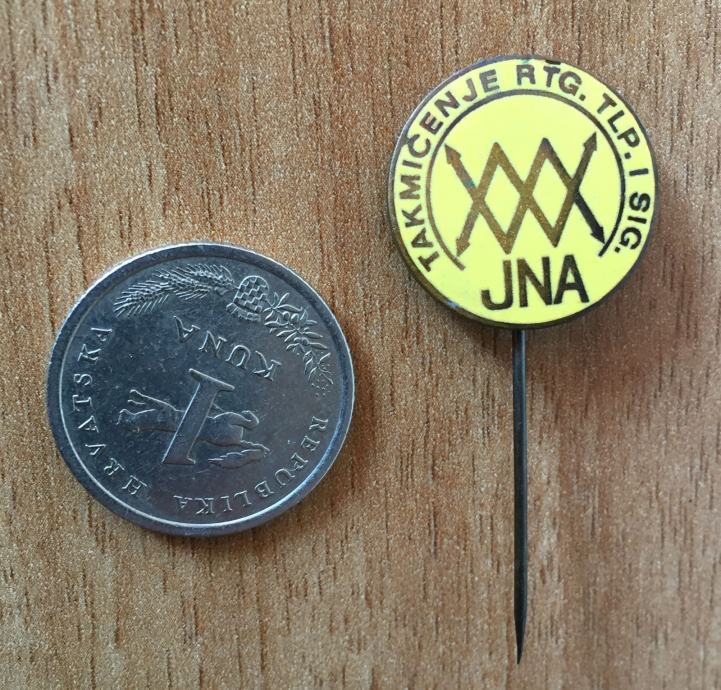 REPUBLIKA HRVATSKA
1
KUNA
TAKMIČENJE RTG. TLP. I SIG.
JNA